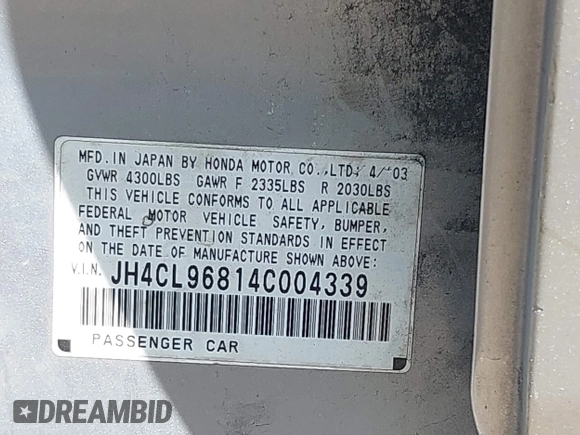 MFD. IN JAPAN BY HONDA MOTOR CO., LTD; 4/'03
GVWR 4300LBS GAWR F 2335LBS R 2030LBS
THIS VEHICLE CONFORMS TO ALL APPLICABLE
FEDERAL MOTOR VEHICLE SAFETY, BUMPER,
AND THEFT PREVENTION STANDARDS IN EFFECT
ON THE DATE OF MANUFACTURE SHOWN ABOVE:
V.I.N. JH4CL96814C004339
PASSENGER CAR
DREAMBID